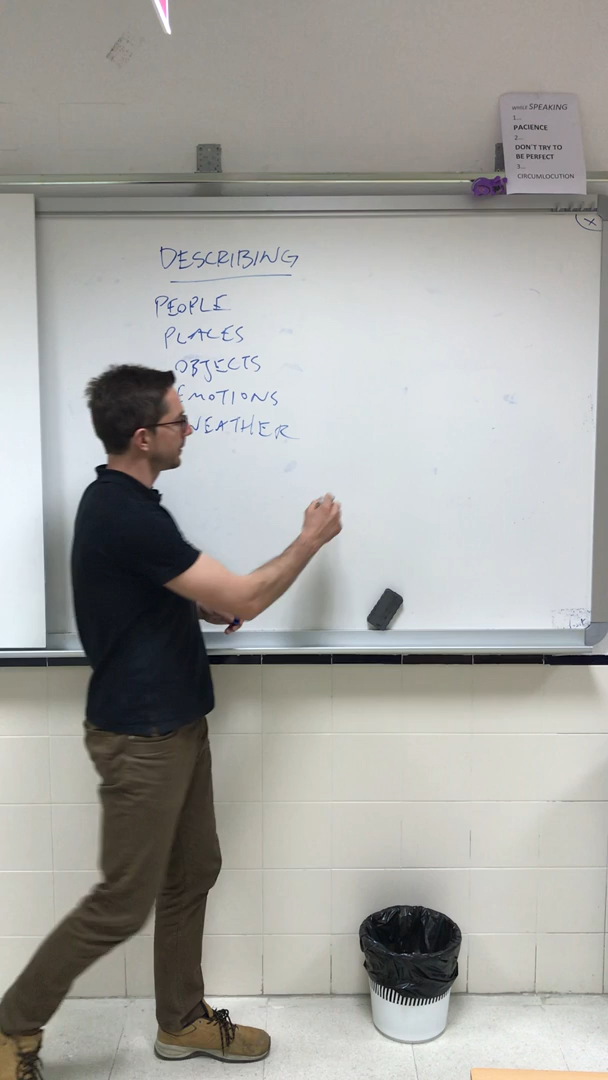 WHILE SPEAKING
1...
PACIENCE
2...
DON'T TRY TO
BE PERFECT
3...
CIRCUMLOCUTION
DESCRIBING
PEOPLE
PLACES
OBJECTS
EMOTIONS
WEATHER